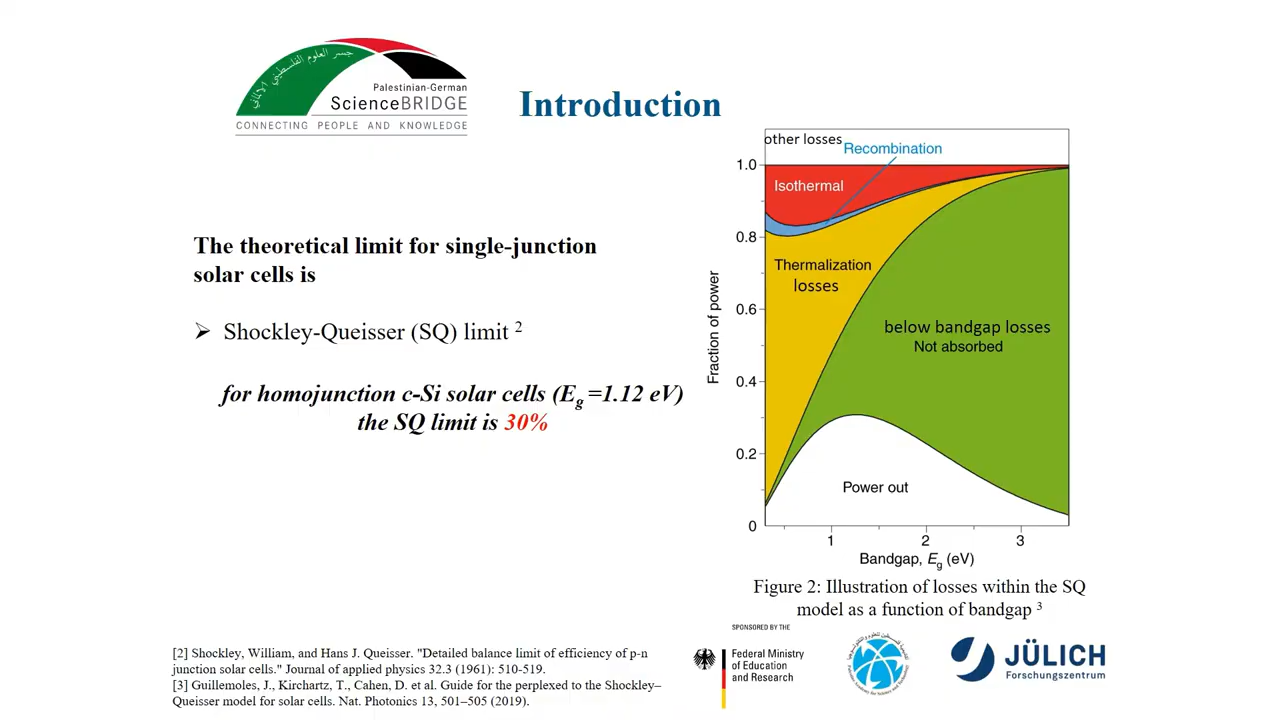 جسر العلوم الفلسطيني الألماني
Palestinian-German
ScienceBRIDGE
CONNECTING PEOPLE AND KNOWLEDGE
Introduction
The theoretical limit for single-junction
solar cells is
➢ Shockley-Queisser (SQ) limit 2
for homojunction c-Si solar cells (Eg =1.12 eV)
the SQ limit is 30%
other losses
Recombination
Isothermal
Thermalization
losses
below bandgap losses
Not absorbed
Power out
Fraction of power
1.0
0.8
0.6
0.4
0.2
0
1 2 3
Bandgap, Eg (eV)
Figure 2: Illustration of losses within the SQ
model as a function of bandgap 3
[2] Shockley, William, and Hans J. Queisser. "Detailed balance limit of efficiency of p-n
junction solar cells." Journal of applied physics 32.3 (1961): 510-519.
[3] Guillemoles, J., Kirchartz, T., Cahen, D. et al. Guide for the perplexed to the Shockley–
Queisser model for solar cells. Nat. Photonics 13, 501–505 (2019).
SPONSORED BY THE
Federal Ministry
of Education
and Research
JÜLICH
Forschungszentrum